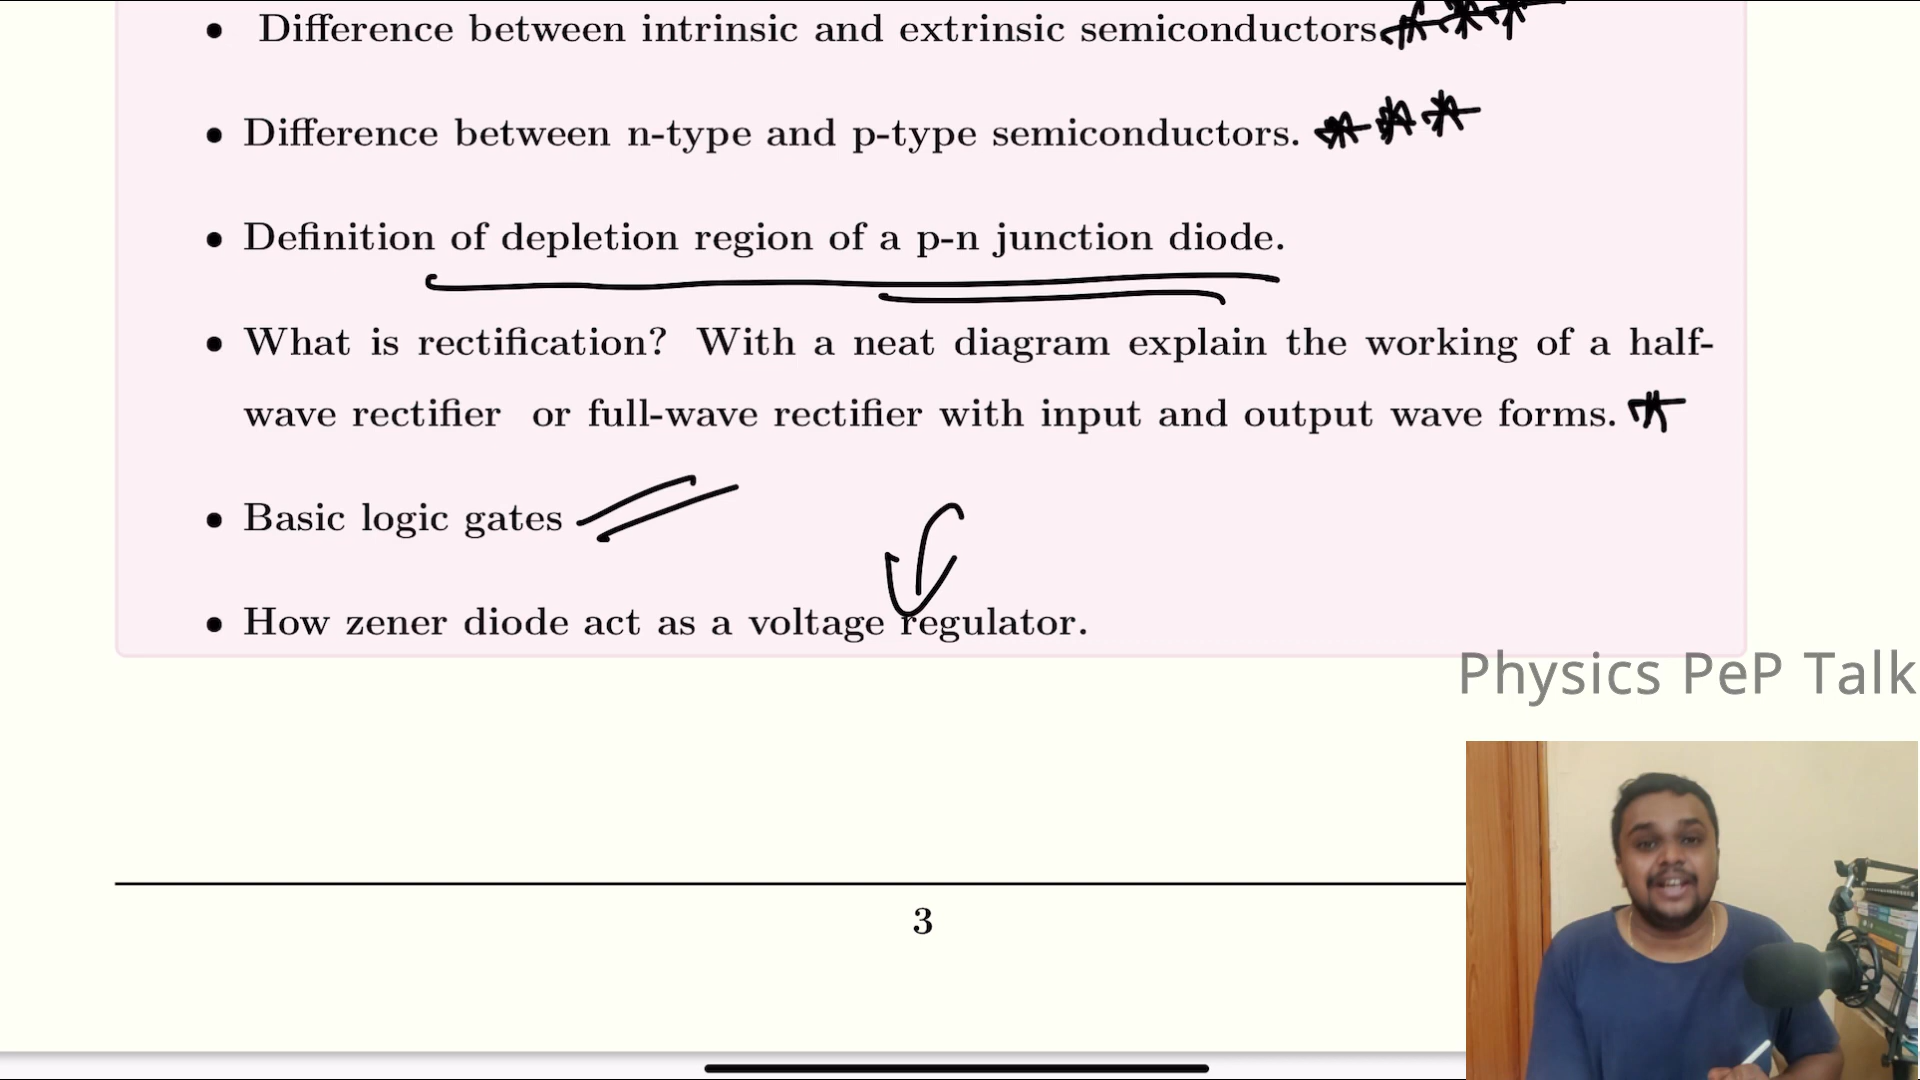 • Difference between intrinsic and extrinsic semiconductors
• Difference between n-type and p-type semiconductors.
• Definition of depletion region of a p-n junction diode.
• What is rectification? With a neat diagram explain the working of a half-
wave rectifier or full-wave rectifier with input and output wave forms.
• Basic logic gates
• How zener diode act as a voltage regulator.
Physics PeP Talk
3